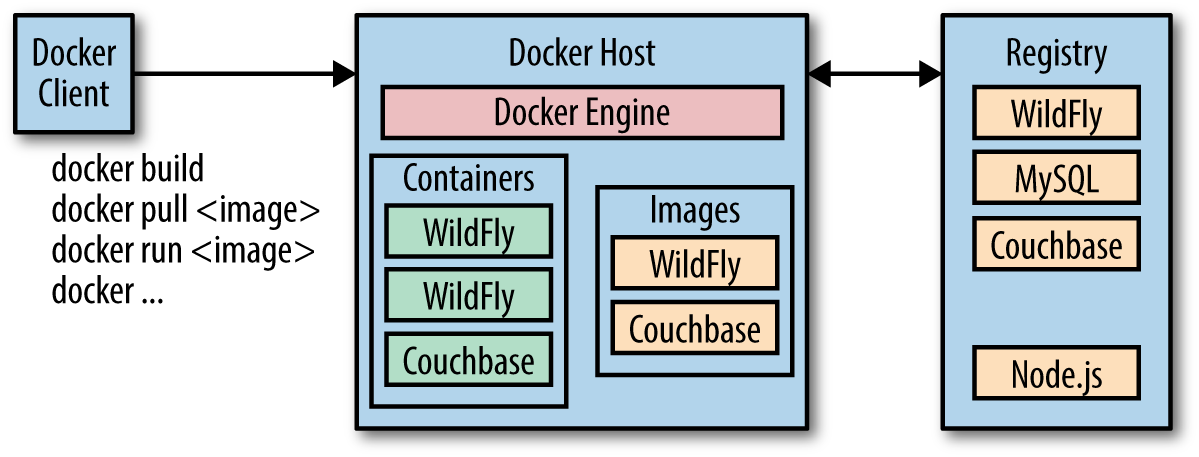 Docker
Client
docker build
docker pull <image>
docker run <image>
docker ...
Docker Host
Docker Engine
Containers
WildFly
WildFly
Couchbase
Images
WildFly
Couchbase
Registry
WildFly
MySQL
Couchbase
Node.js